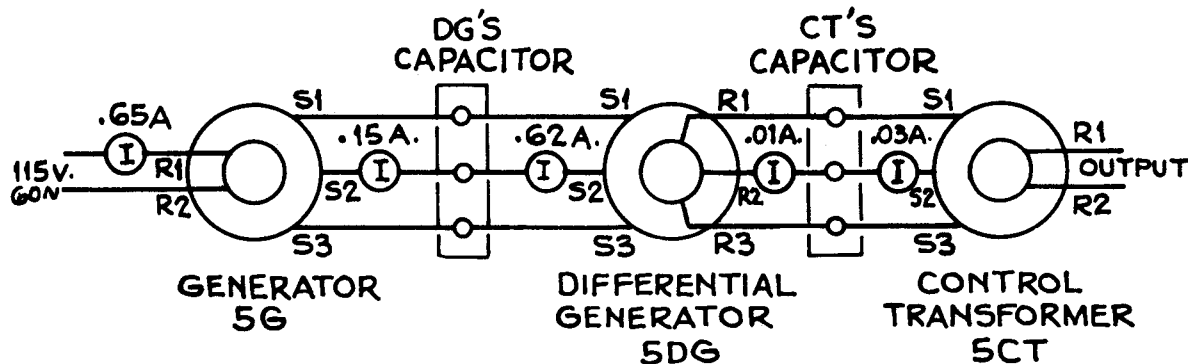 DG'S
CAPACITOR
CT'S
CAPACITOR
.65A
115V.
60N
I
R1
R2
S1
.15A.
I
S2
S3
.62A.
I
S1
S2
S3
R1
.01A.
R2
I
R3
.03A.
I
S1
S2
S3
R1
OUTPUT
R2
GENERATOR
5G
DIFFERENTIAL
GENERATOR
5DG
CONTROL
TRANSFORMER
5CT